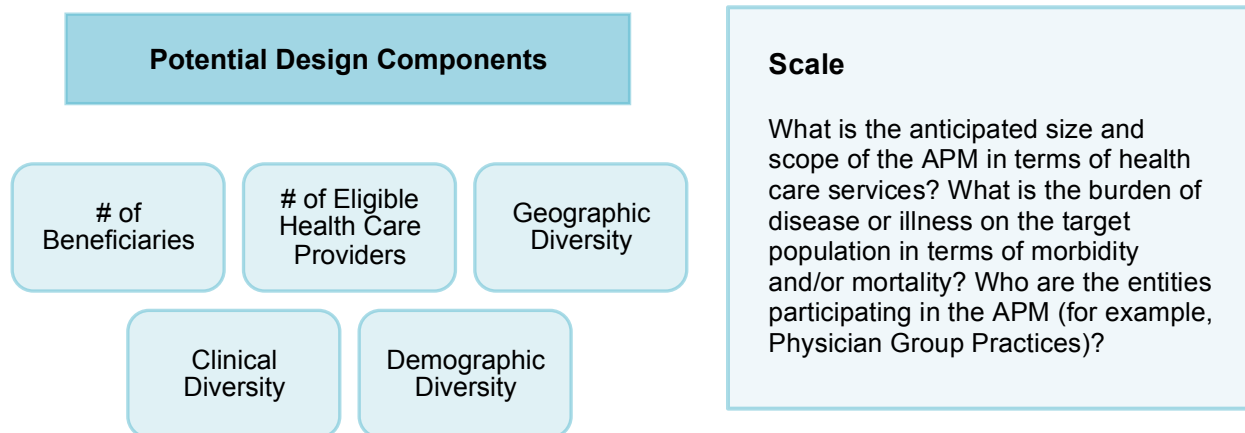 Potential Design Components
# of
Beneficiaries
# of Eligible
Health Care
Providers
Geographic
Diversity
Clinical
Diversity
Demographic
Diversity
Scale
What is the anticipated size and
scope of the APM in terms of health
care services? What is the burden of
disease or illness on the target
population in terms of morbidity
and/or mortality? Who are the entities
participating in the APM (for example,
Physician Group Practices)?